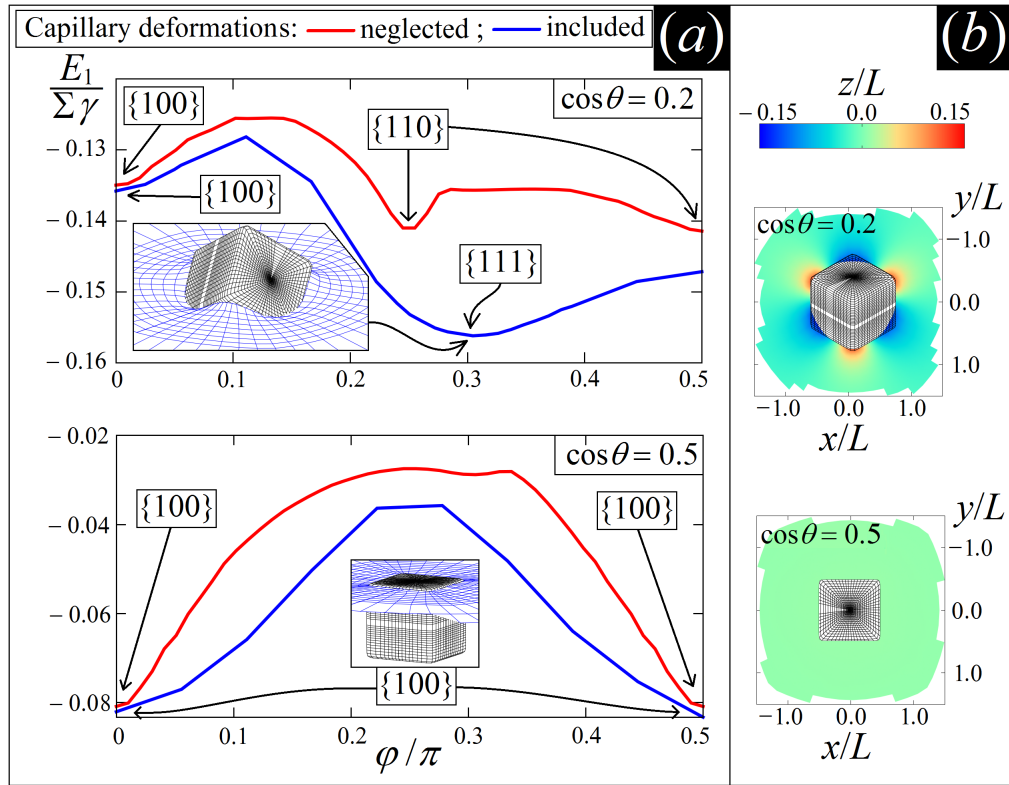 Capillary deformations: neglected ; included
(a)
E₁
Σγ
cosθ = 0.2
{100}
{110}
{100}
{111}
−0.13
−0.14
−0.15
−0.16
0 0.1 0.2 0.3 0.4 0.5
cosθ = 0.5
{100}
{100}
{100}
−0.02
−0.04
−0.06
−0.08
0 0.1 0.2 0.3 0.4 0.5
φ/π
(b)
z/L
−0.15 0.0 0.15
y/L
cosθ = 0.2
−1.0
0.0
1.0
−1.0 0.0 1.0
x/L
y/L
cosθ = 0.5
−1.0
0.0
1.0
−1.0 0.0 1.0
x/L